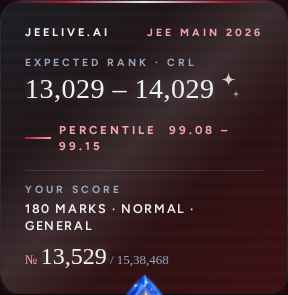 JEELIVE.AI JEE MAIN 2026
EXPECTED RANK · CRL
13,029 – 14,029
PERCENTILE 99.08 –
99.15
YOUR SCORE
180 MARKS · NORMAL ·
GENERAL
№ 13,529 / 15,38,468